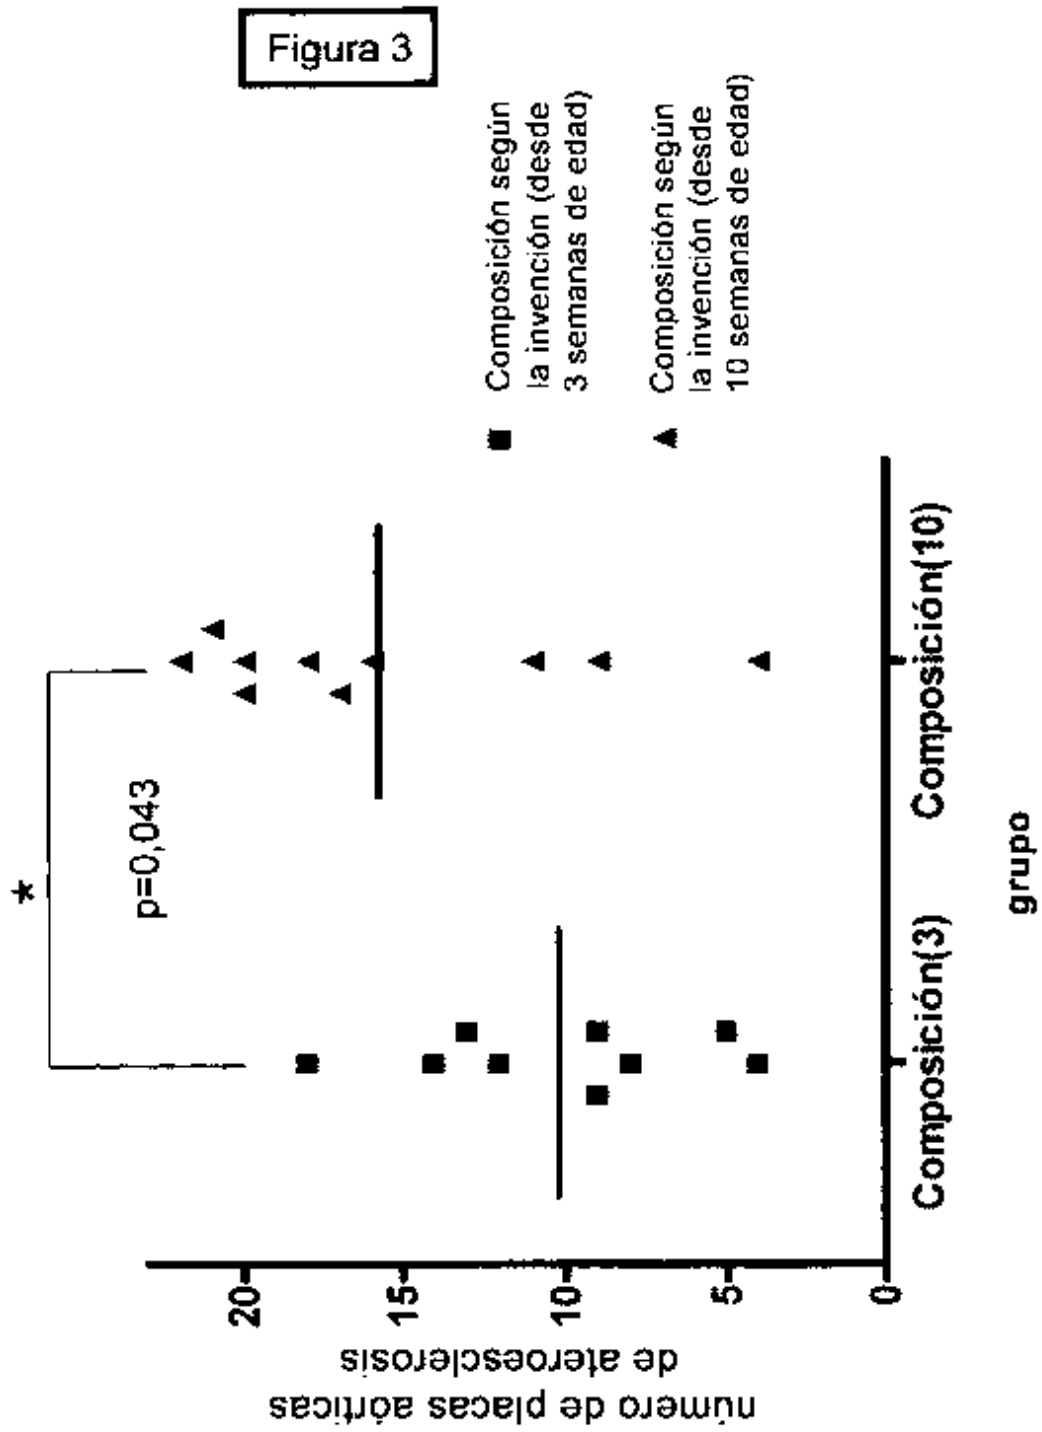 Figura 3
*
p=0,043
20
15
10
5
0
número de placas aórticas
de ateroesclerosis
Composición(3)
Composición(10)
grupo
Composición según
la invención (desde
3 semanas de edad)
Composición según
la invención (desde
10 semanas de edad)